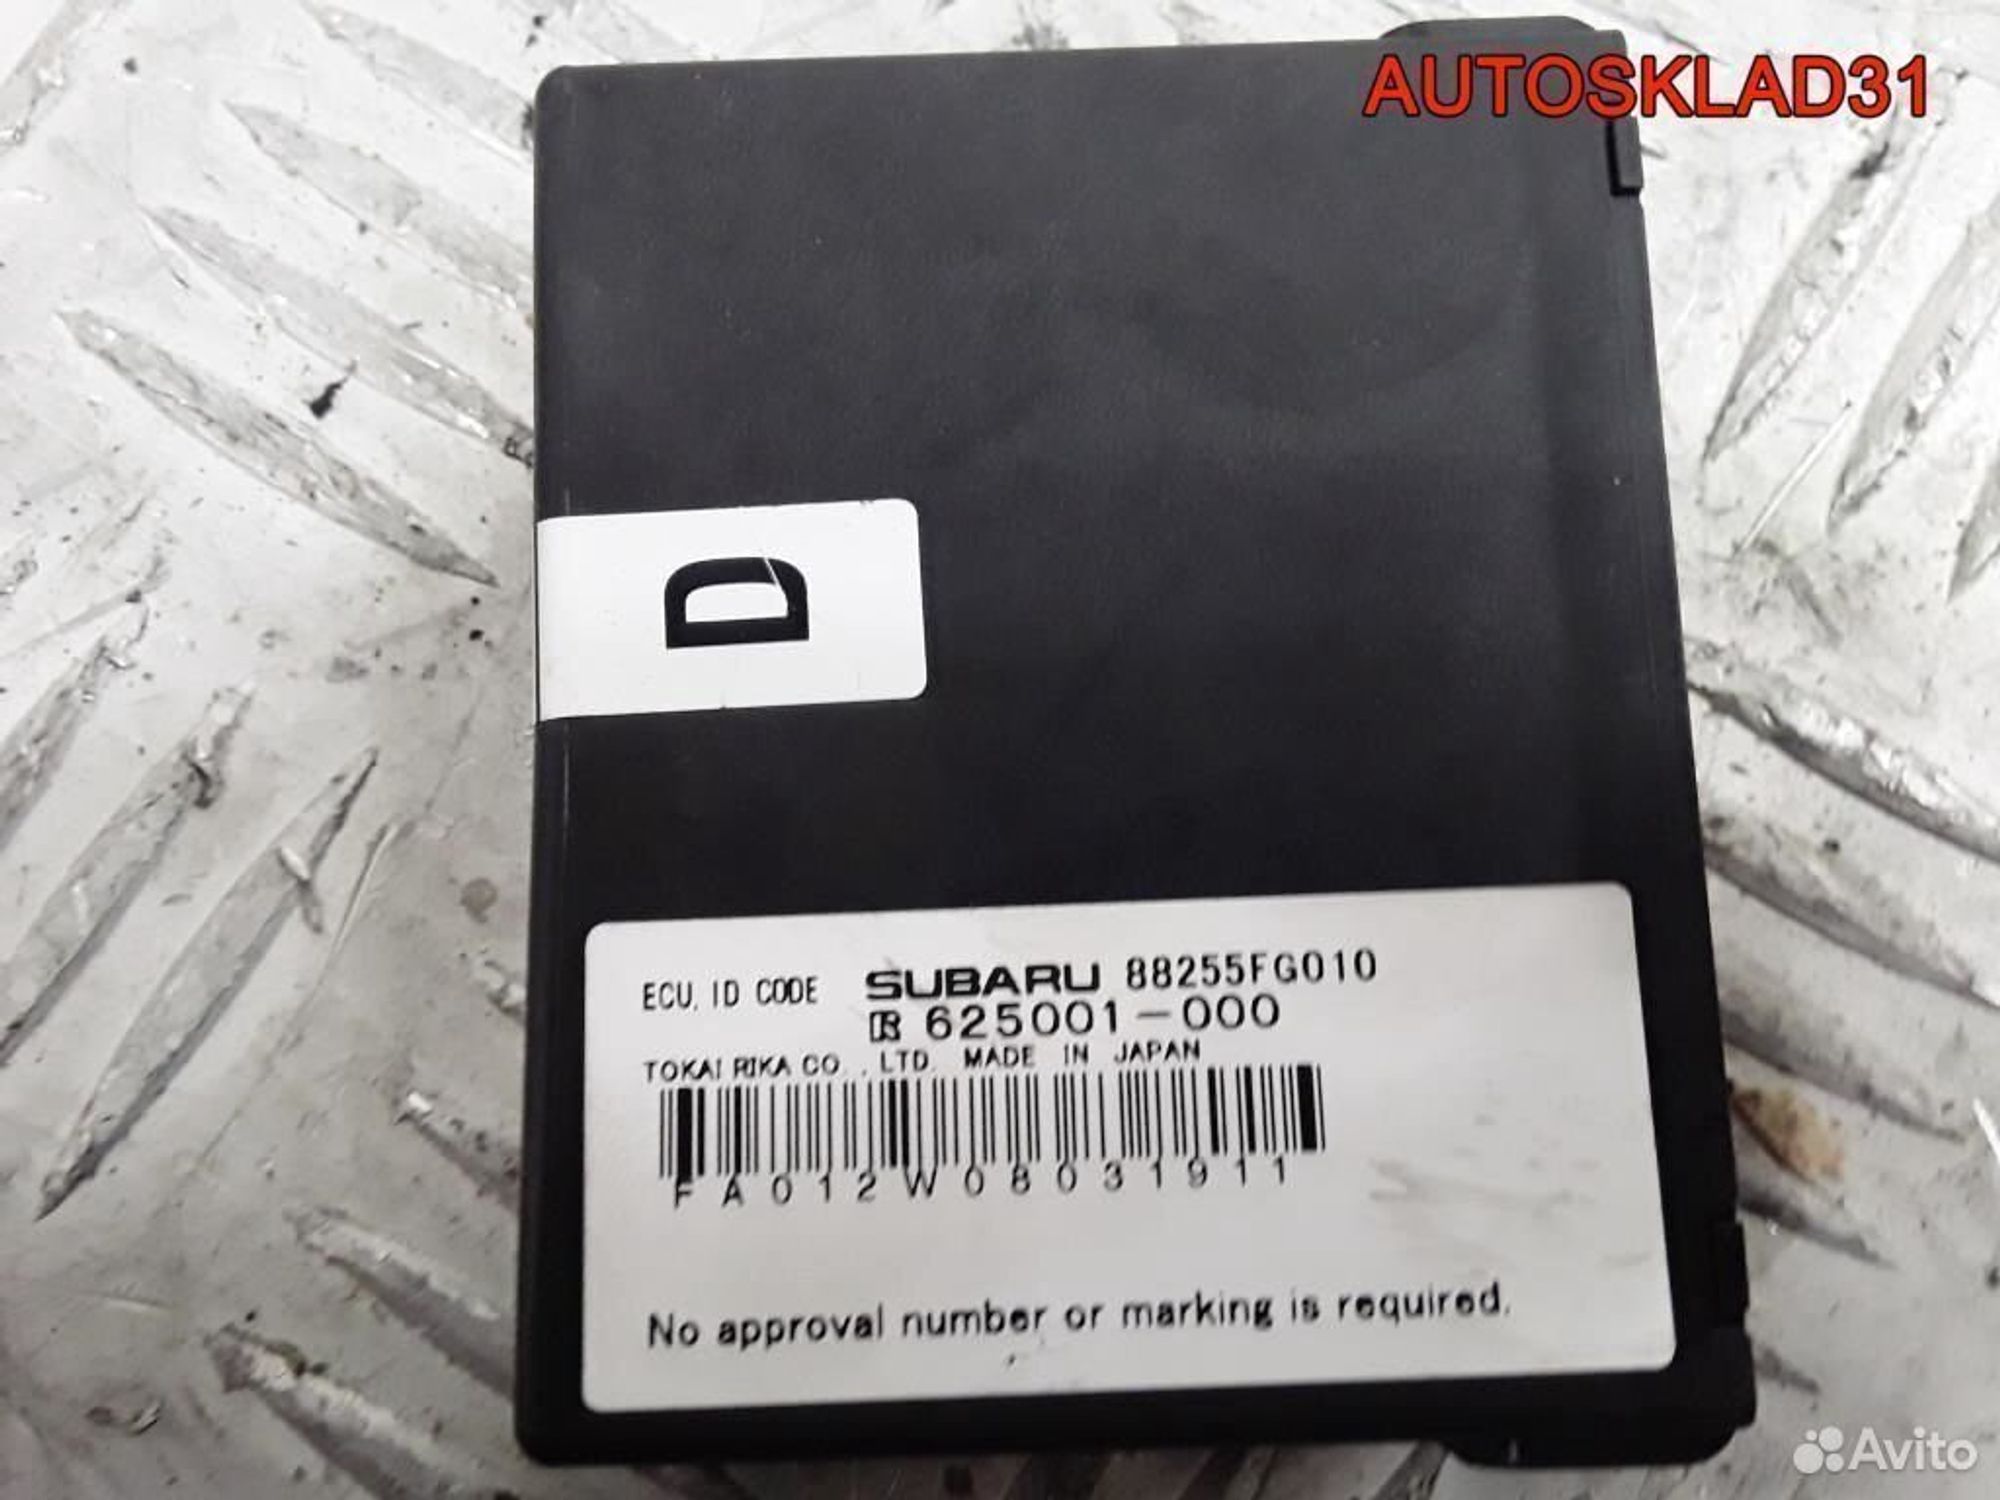 AUTOSKLAD31
D
ECU. ID CODE SUBARU 88255FG010
R 625001-000
TOKAI RIKA CO., LTD. MADE IN JAPAN
FA012W08031911
No approval number or marking is required.
Avito